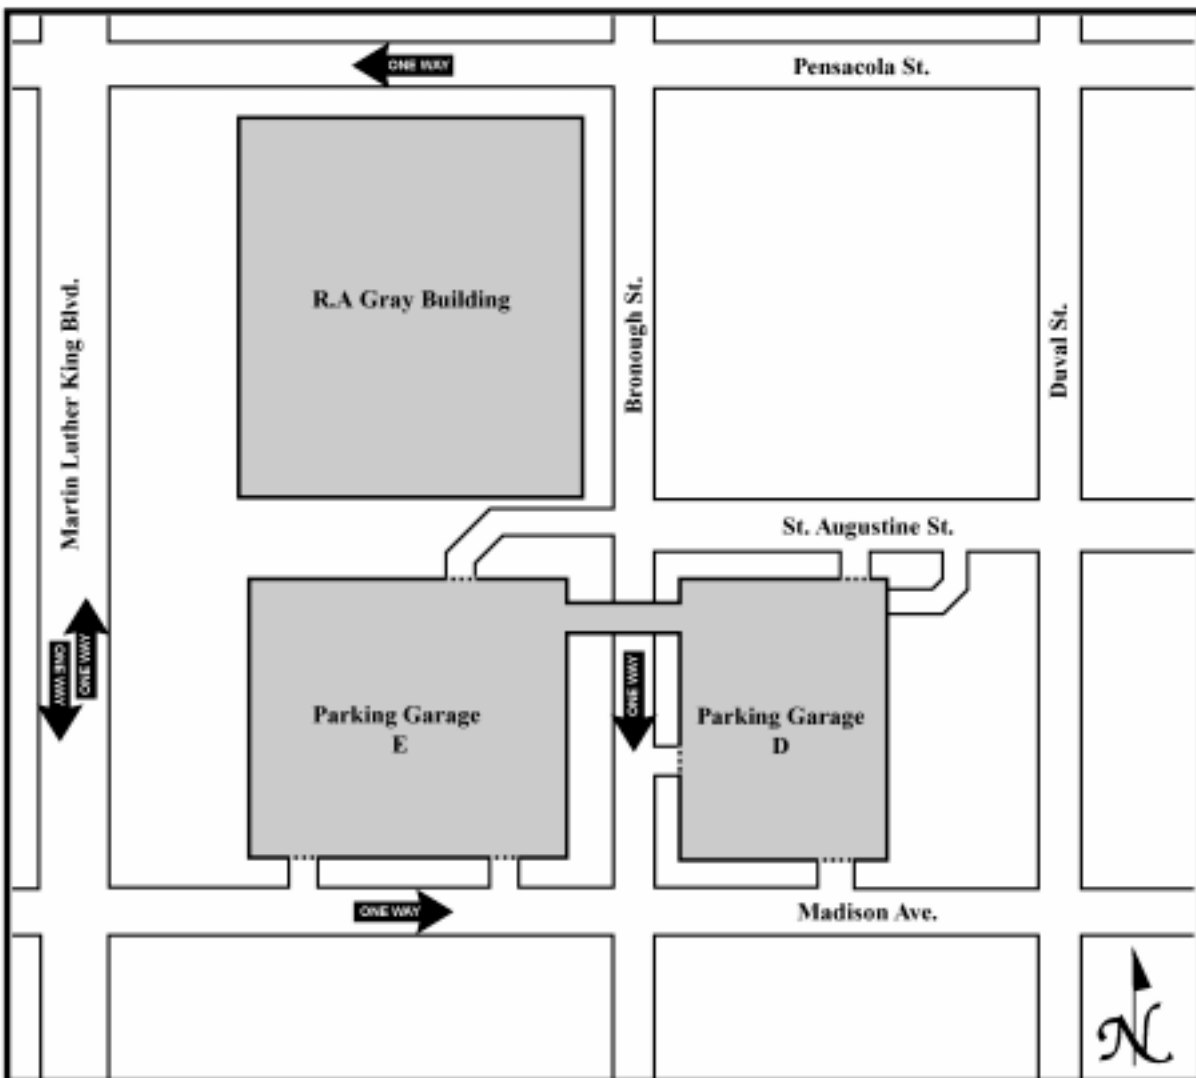 ONE WAY
Pensacola St.
R.A Gray Building
Martin Luther King Blvd.
Bronough St.
Duval St.
St. Augustine St.
ONE WAY
ONE WAY
ONE WAY
Parking Garage
E
Parking Garage
D
ONE WAY
Madison Ave.
N